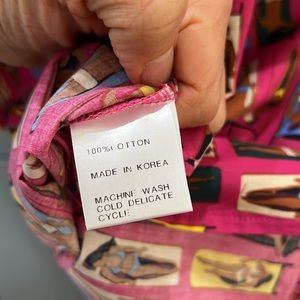 100% COTTON
MADE IN KOREA
MACHINE WASH
COLD DELICATE
CYCLE